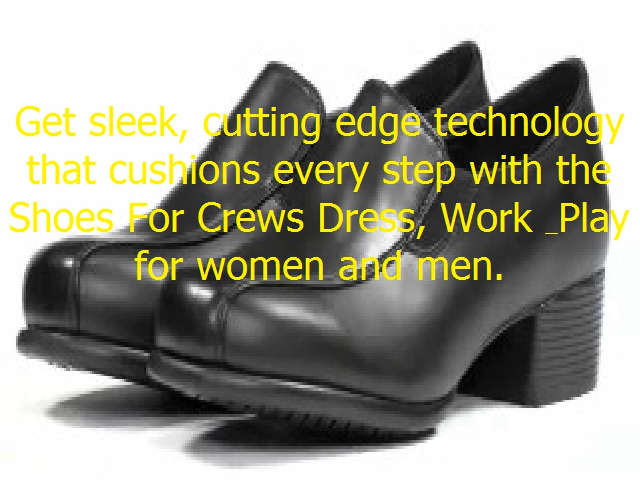 Get sleek, cutting edge technology
that cushions every step with the
Shoes For Crews Dress, Work _Play
for women and men.